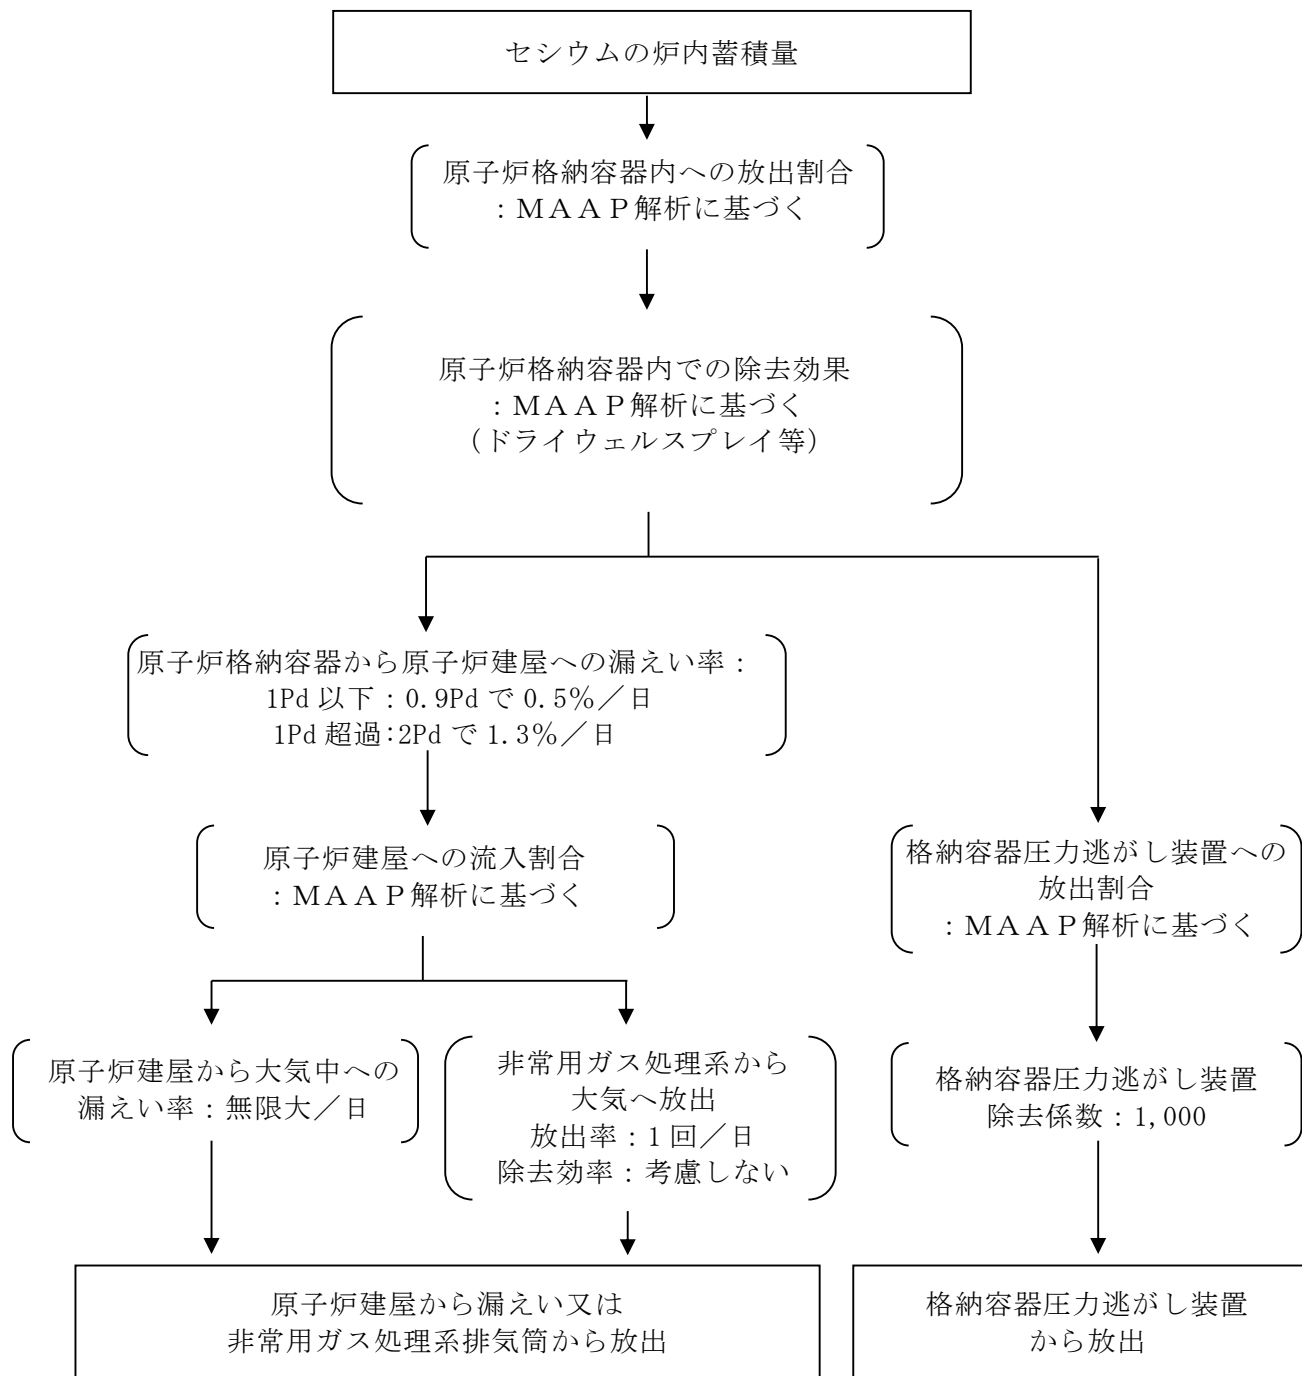 セシウムの炉内蓄積量
原子炉格納容器内への放出割合
：ＭＡＡＰ解析に基づく
原子炉格納容器内での除去効果
：ＭＡＡＰ解析に基づく
（ドライウェルスプレイ等）
原子炉格納容器から原子炉建屋への漏えい率：
1Pd 以下：0.9Pd で 0.5％／日
1Pd 超過：2Pd で 1.3％／日
原子炉建屋への流入割合
：ＭＡＡＰ解析に基づく
格納容器圧力逃がし装置への
放出割合
：ＭＡＡＰ解析に基づく
原子炉建屋から大気中への
漏えい率：無限大／日
非常用ガス処理系から
大気へ放出
放出率：1 回／日
除去効率：考慮しない
格納容器圧力逃がし装置
除去係数：1,000
原子炉建屋から漏えい又は
非常用ガス処理系排気筒から放出
格納容器圧力逃がし装置
から放出